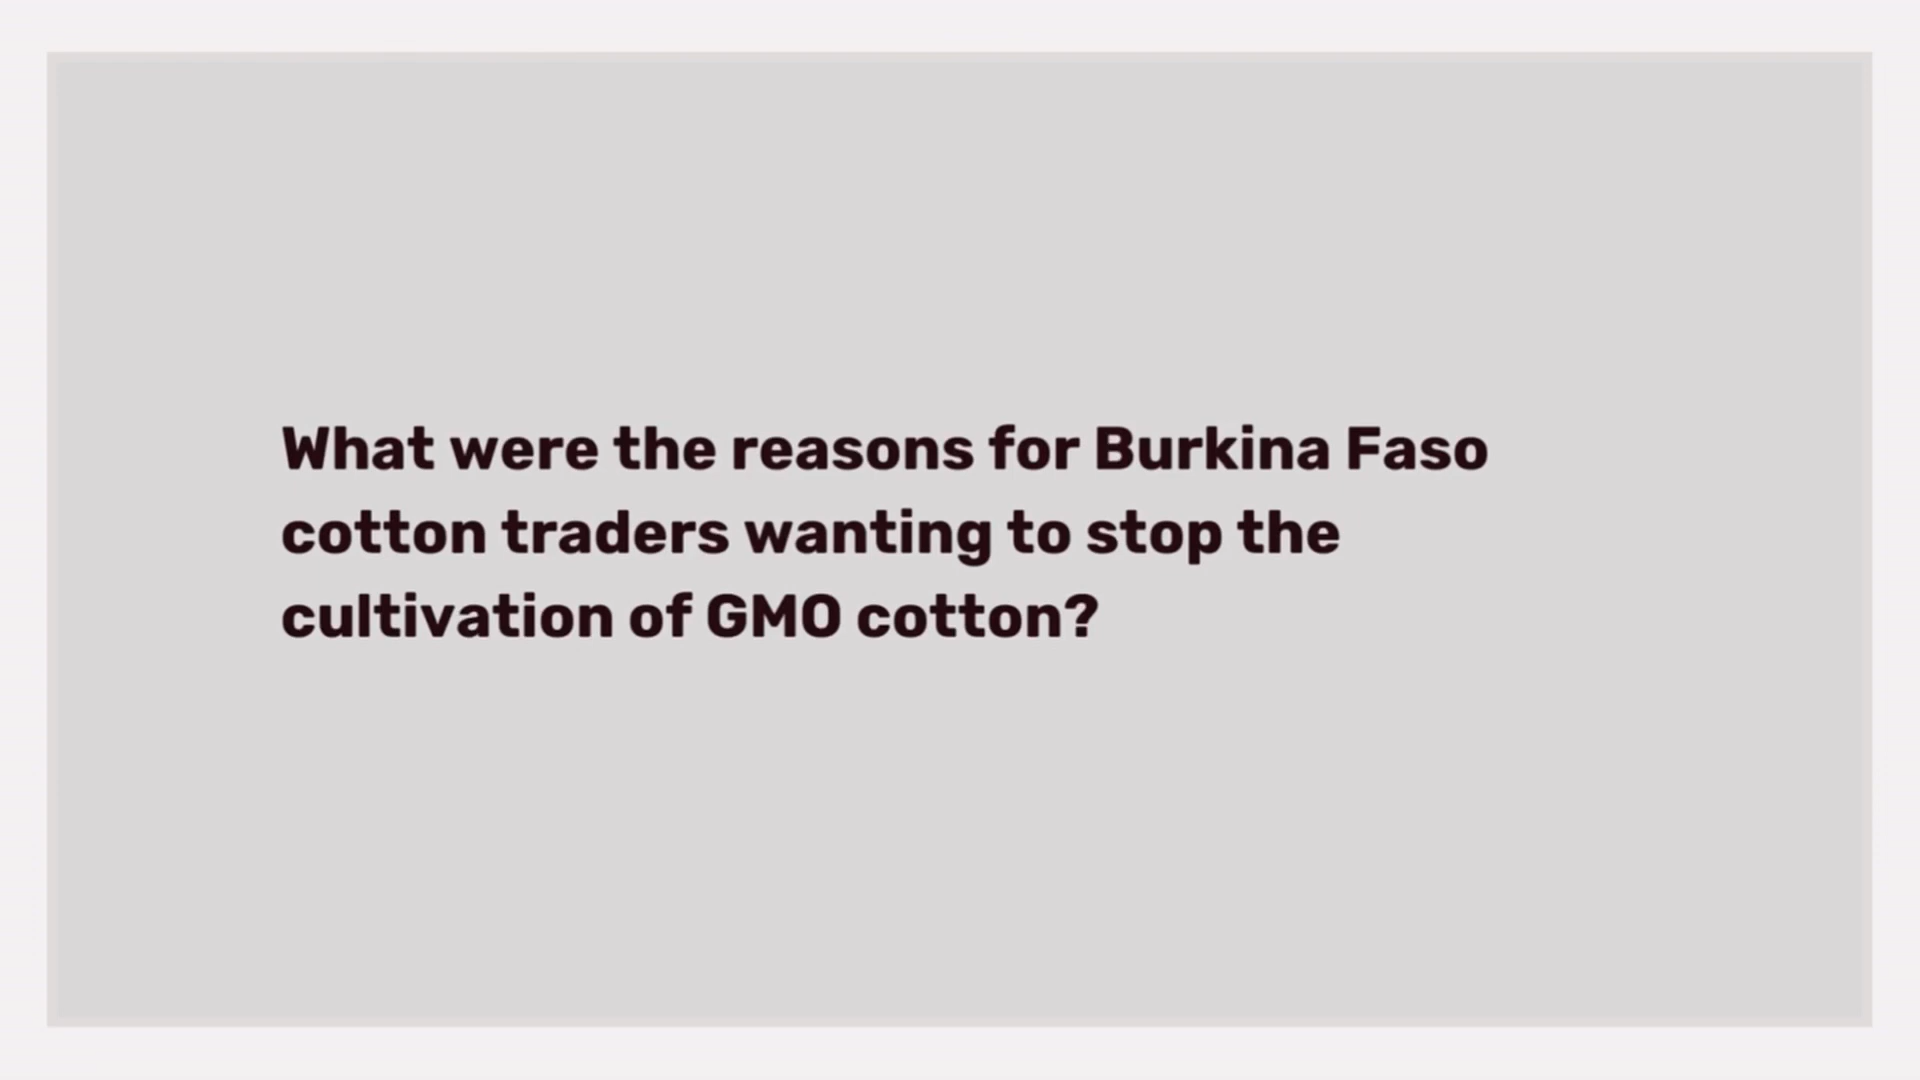 What were the reasons for Burkina Faso
cotton traders wanting to stop the
cultivation of GMO cotton?